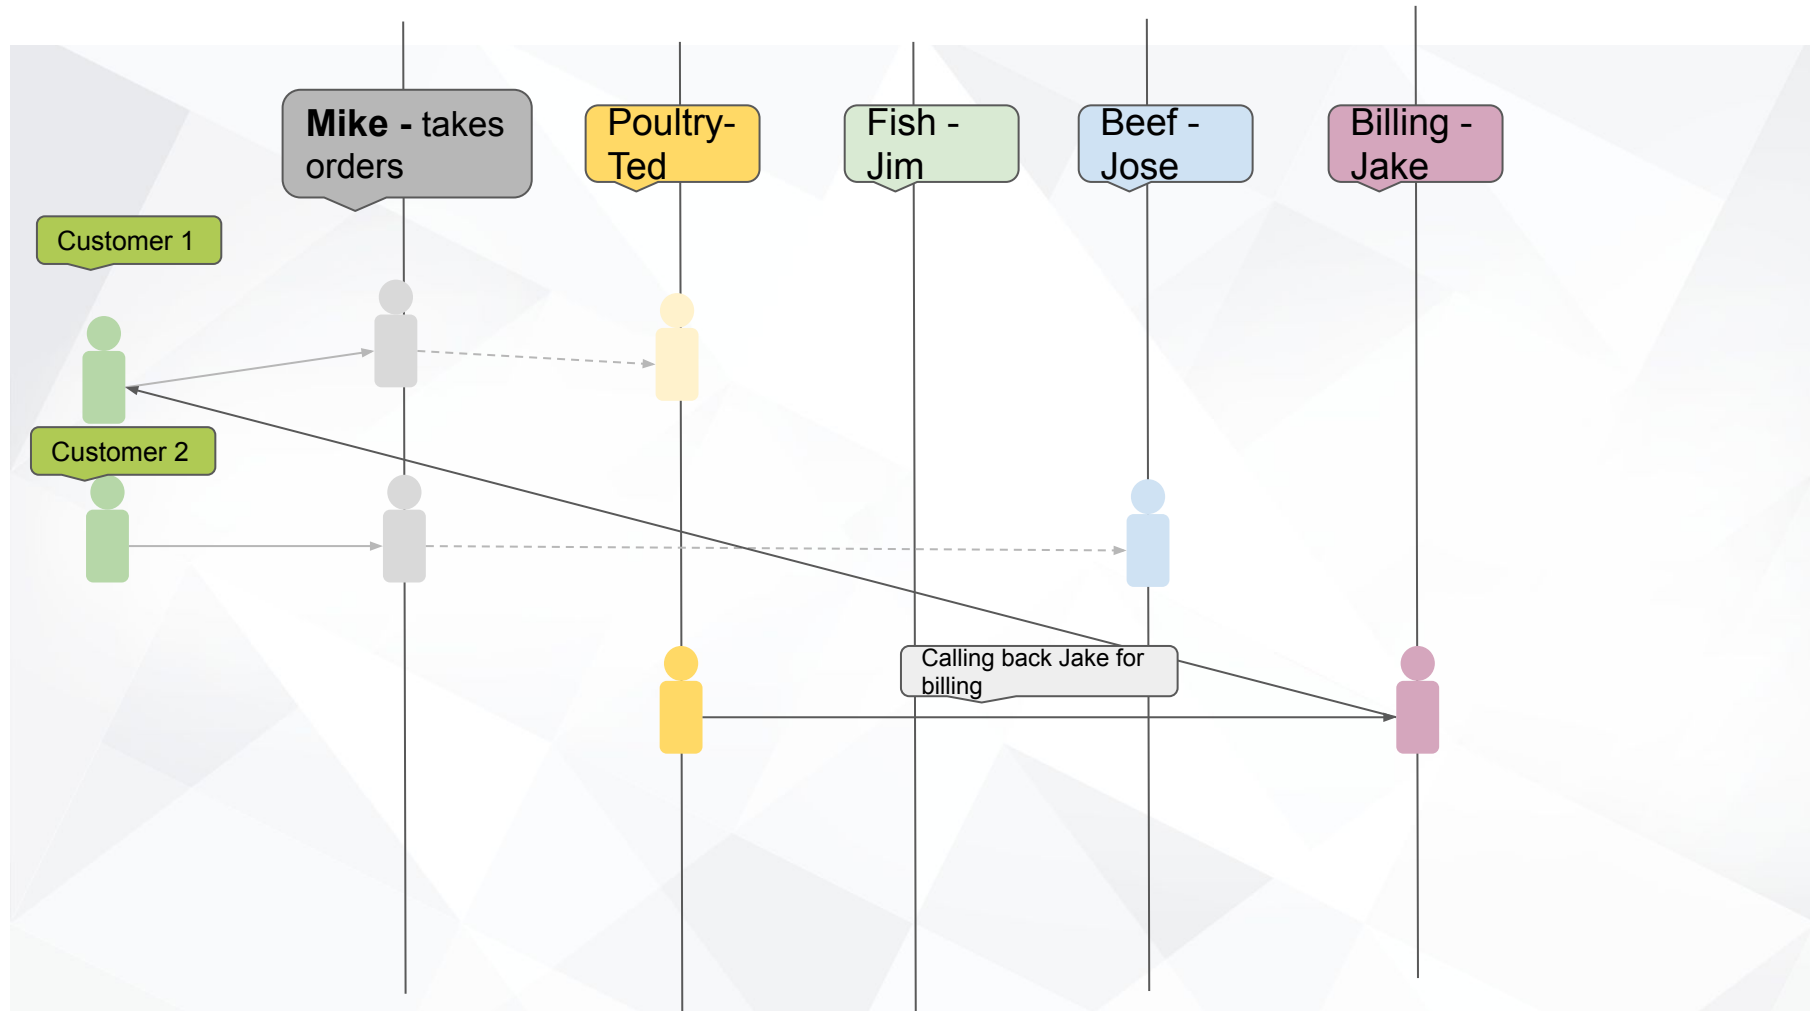 Mike - takes
orders
Poultry-
Ted
Fish -
Jim
Beef -
Jose
Billing -
Jake
Customer 1
Customer 2
Calling back Jake for
billing